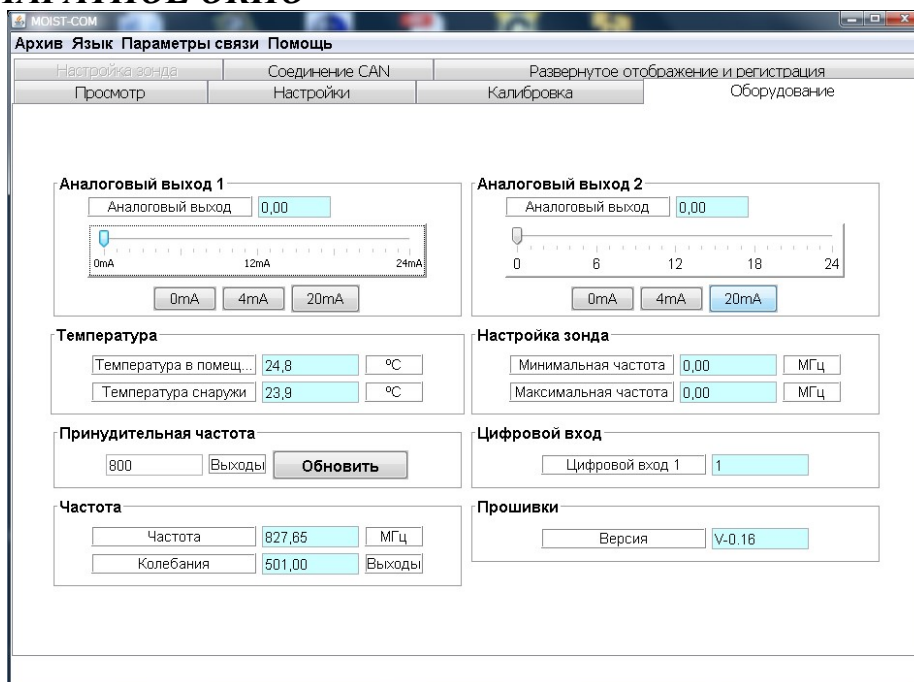 АРАТНОЕ ОКНО
MOIST-COM
Архив Язык Параметры связи Помощь
Настройка зонда Соединение CAN Развернутое отображение и регистрация
Просмотр Настройки Калибровка Оборудование
Аналоговый выход 1
Аналоговый выход 0,00
0mA 12mA 24mA
0mA 4mA 20mA
Аналоговый выход 2
Аналоговый выход 0,00
0 6 12 18 24
0mA 4mA 20mA
Температура
Температура в помещ... 24,8 ºC
Температура снаружи 23,9 ºC
Настройка зонда
Минимальная частота 0,00 МГц
Максимальная частота 0,00 МГц
Принудительная частота
800 Выходы Обновить
Цифровой вход
Цифровой вход 1 1
Частота
Частота 827,65 МГц
Колебания 501,00 Выходы
Прошивки
Версия V-0.16